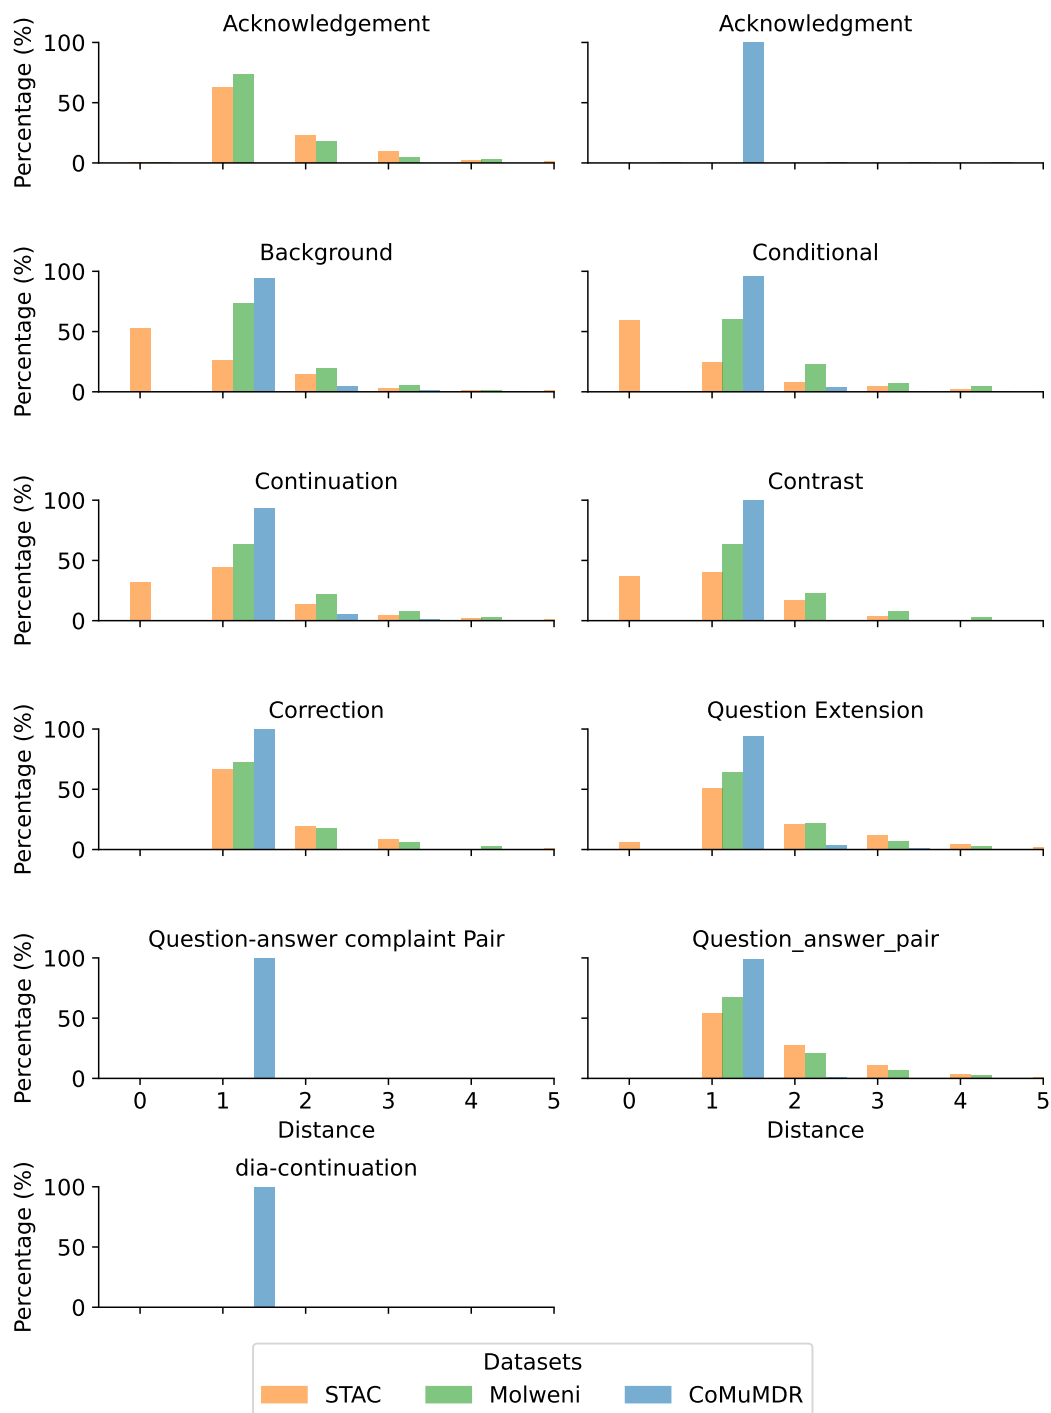 Acknowledgement
Acknowledgment
Percentage (%)
100
50
0
Background
Conditional
Percentage (%)
100
50
0
Continuation
Contrast
Percentage (%)
100
50
0
Correction
Question Extension
Percentage (%)
100
50
0
Question-answer complaint Pair
Question_answer_pair
Percentage (%)
100
50
0
0 1 2 3 4 5
0 1 2 3 4 5
Distance
Distance
dia-continuation
Percentage (%)
100
50
0
Datasets
STAC Molweni CoMuMDR